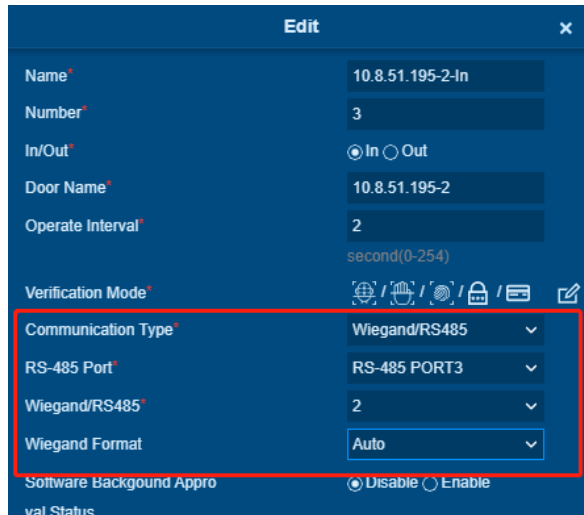 Edit ×
Name* 10.8.51.195-2-In
Number* 3
In/Out* In Out
Door Name* 10.8.51.195-2
Operate Interval* 2
second(0-254)
Verification Mode* / / / /
Communication Type* Wiegand/RS485
RS-485 Port* RS-485 PORT3
Wiegand/RS485* 2
Wiegand Format Auto
Software Backgound Appro Disable Enable
val Status